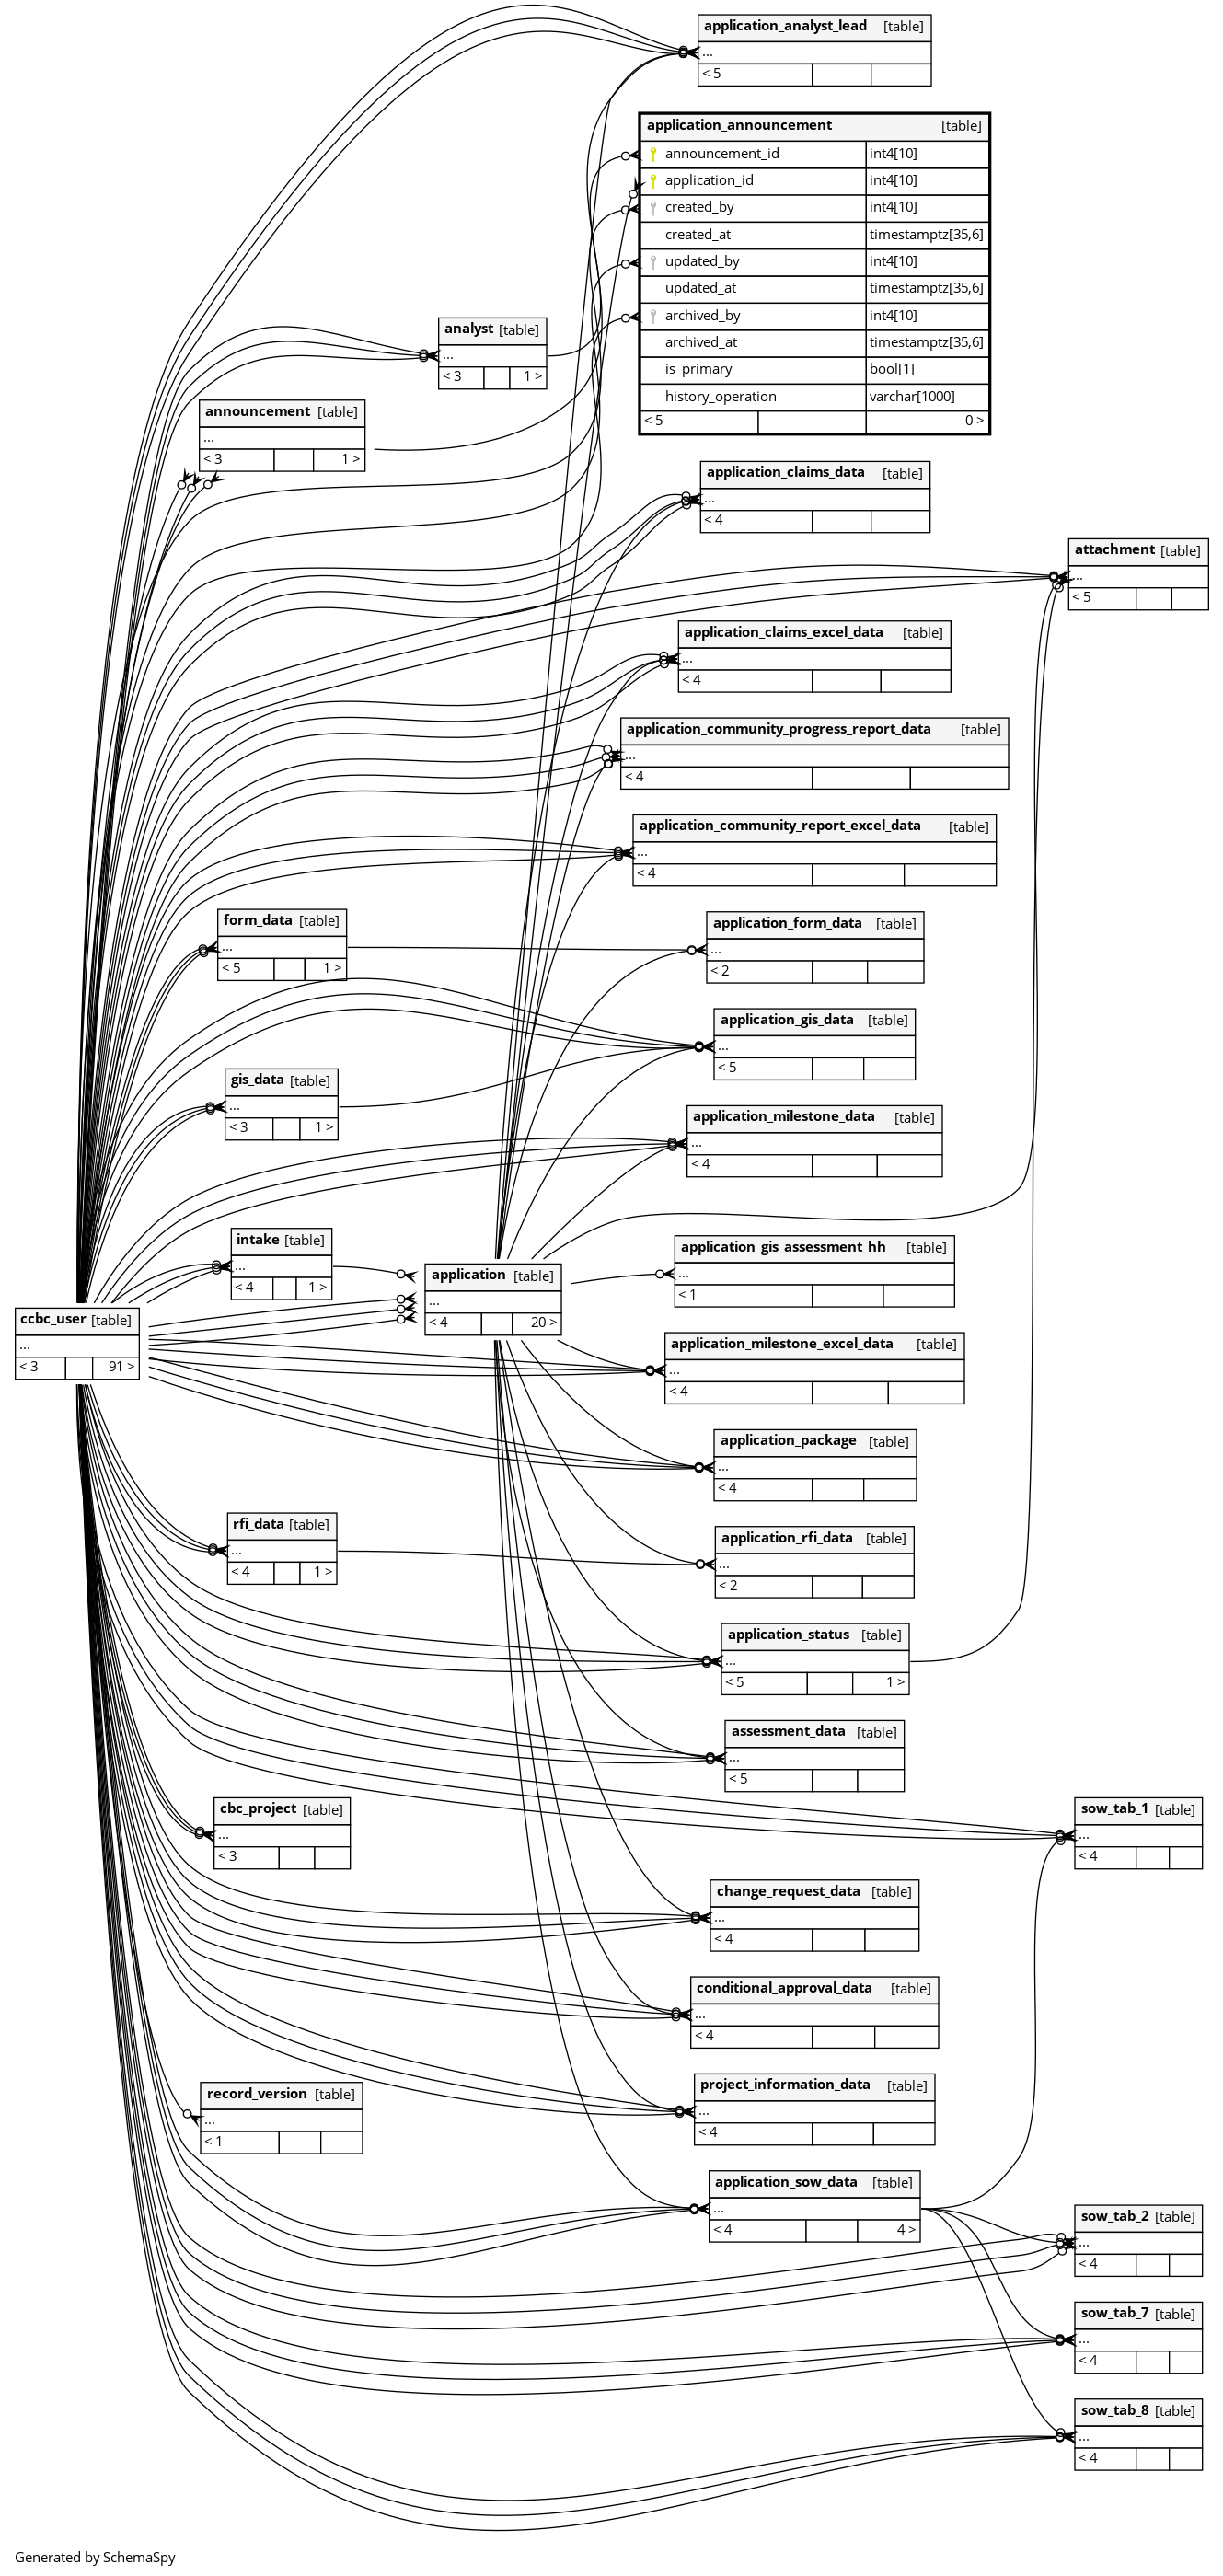 application_analyst_lead [table]
...
< 5
application_announcement [table]
announcement_id int4[10]
application_id int4[10]
created_by int4[10]
created_at timestamptz[35,6]
updated_by int4[10]
updated_at timestamptz[35,6]
archived_by int4[10]
archived_at timestamptz[35,6]
is_primary bool[1]
history_operation varchar[1000]
< 5 0 >
analyst [table]
...
< 3 1 >
announcement [table]
...
< 3 1 >
application_claims_data [table]
...
< 4
attachment [table]
...
< 5
application_claims_excel_data [table]
...
< 4
application_community_progress_report_data [table]
...
< 4
application_community_report_excel_data [table]
...
< 4
form_data [table]
...
< 5 1 >
application_form_data [table]
...
< 2
application_gis_data [table]
...
< 5
gis_data [table]
...
< 3 1 >
application_milestone_data [table]
...
< 4
intake [table]
...
< 4 1 >
application_gis_assessment_hh [table]
...
< 1
application [table]
...
< 4 20 >
ccbc_user [table]
...
< 3 91 >
application_milestone_excel_data [table]
...
< 4
application_package [table]
...
< 4
rfi_data [table]
...
< 4 1 >
application_rfi_data [table]
...
< 2
application_status [table]
...
< 5 1 >
assessment_data [table]
...
< 5
cbc_project [table]
...
< 3
sow_tab_1 [table]
...
< 4
change_request_data [table]
...
< 4
conditional_approval_data [table]
...
< 4
project_information_data [table]
...
< 4
record_version [table]
...
< 1
application_sow_data [table]
...
< 4 4 >
sow_tab_2 [table]
...
< 4
sow_tab_7 [table]
...
< 4
sow_tab_8 [table]
...
< 4
Generated by SchemaSpy